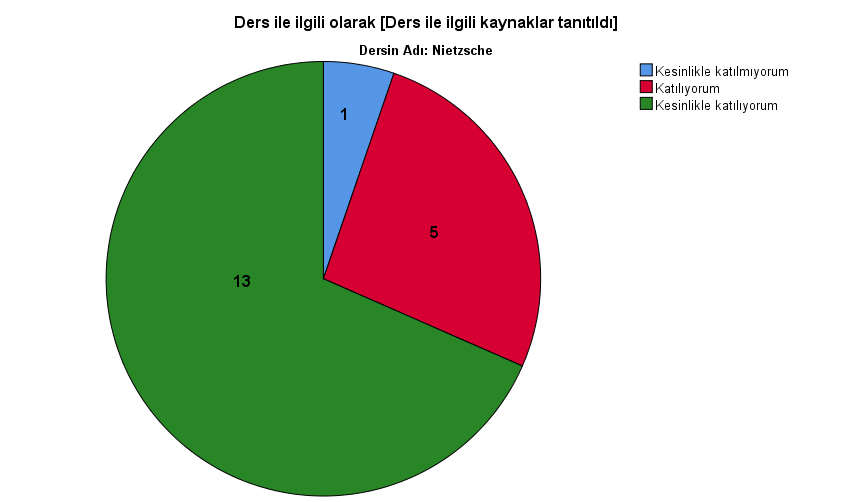 Ders ile ilgili olarak [Ders ile ilgili kaynaklar tanıtıldı]
Dersin Adı: Nietzsche
Kesinlikle katılmıyorum
Katılıyorum
Kesinlikle katılıyorum
1
5
13